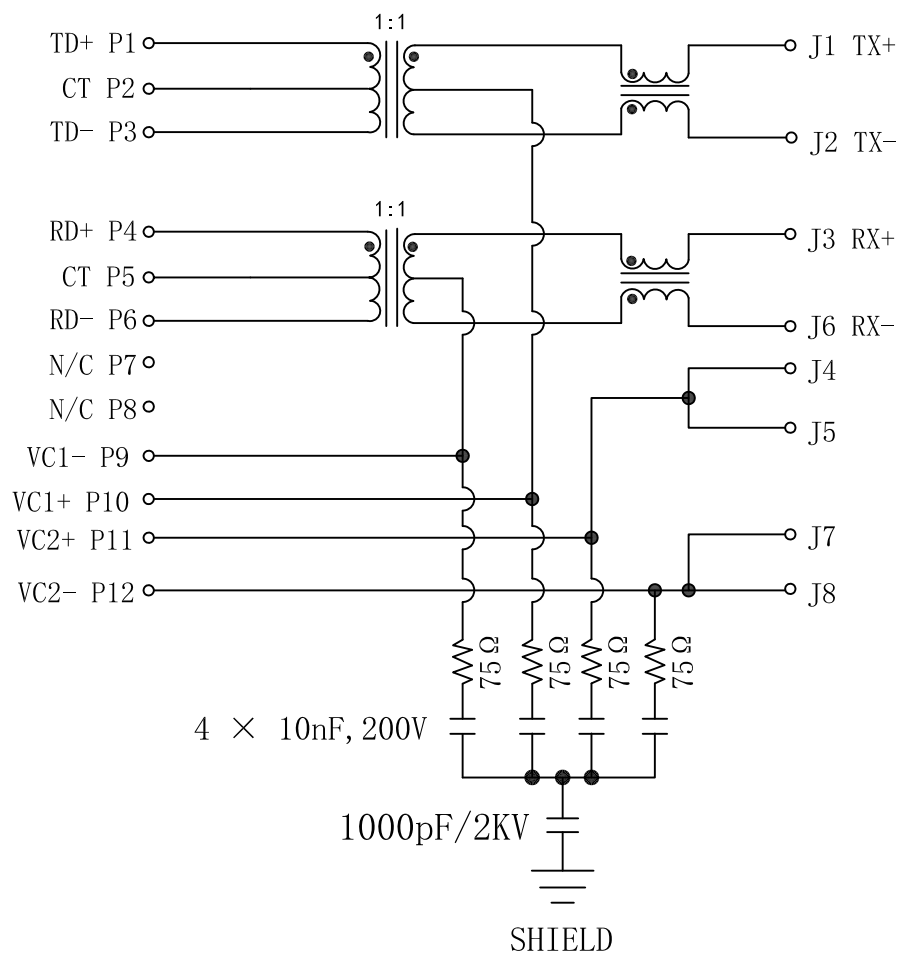 1:1
TD+ P1
J1 TX+
CT P2
TD- P3
J2 TX-
1:1
RD+ P4
J3 RX+
CT P5
RD- P6
J6 RX-
N/C P7
J4
N/C P8
J5
VC1- P9
VC1+ P10
VC2+ P11
J7
VC2- P12
J8
75Ω
75Ω
75Ω
75Ω
4 × 10nF, 200V
1000pF/2KV
SHIELD